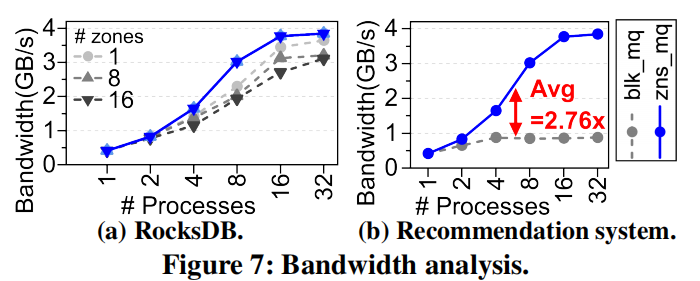 Bandwidth(GB/s)
4
3
2
1
0
# zones
1
8
16
1 2 4 8 16 32
# Processes
(a) RocksDB.
Bandwidth(GB/s)
4
3
2
1
0
Avg
=2.76x
1 2 4 8 16 32
# Processes
(b) Recommendation system.
blk_mq
zns_mq
Figure 7: Bandwidth analysis.